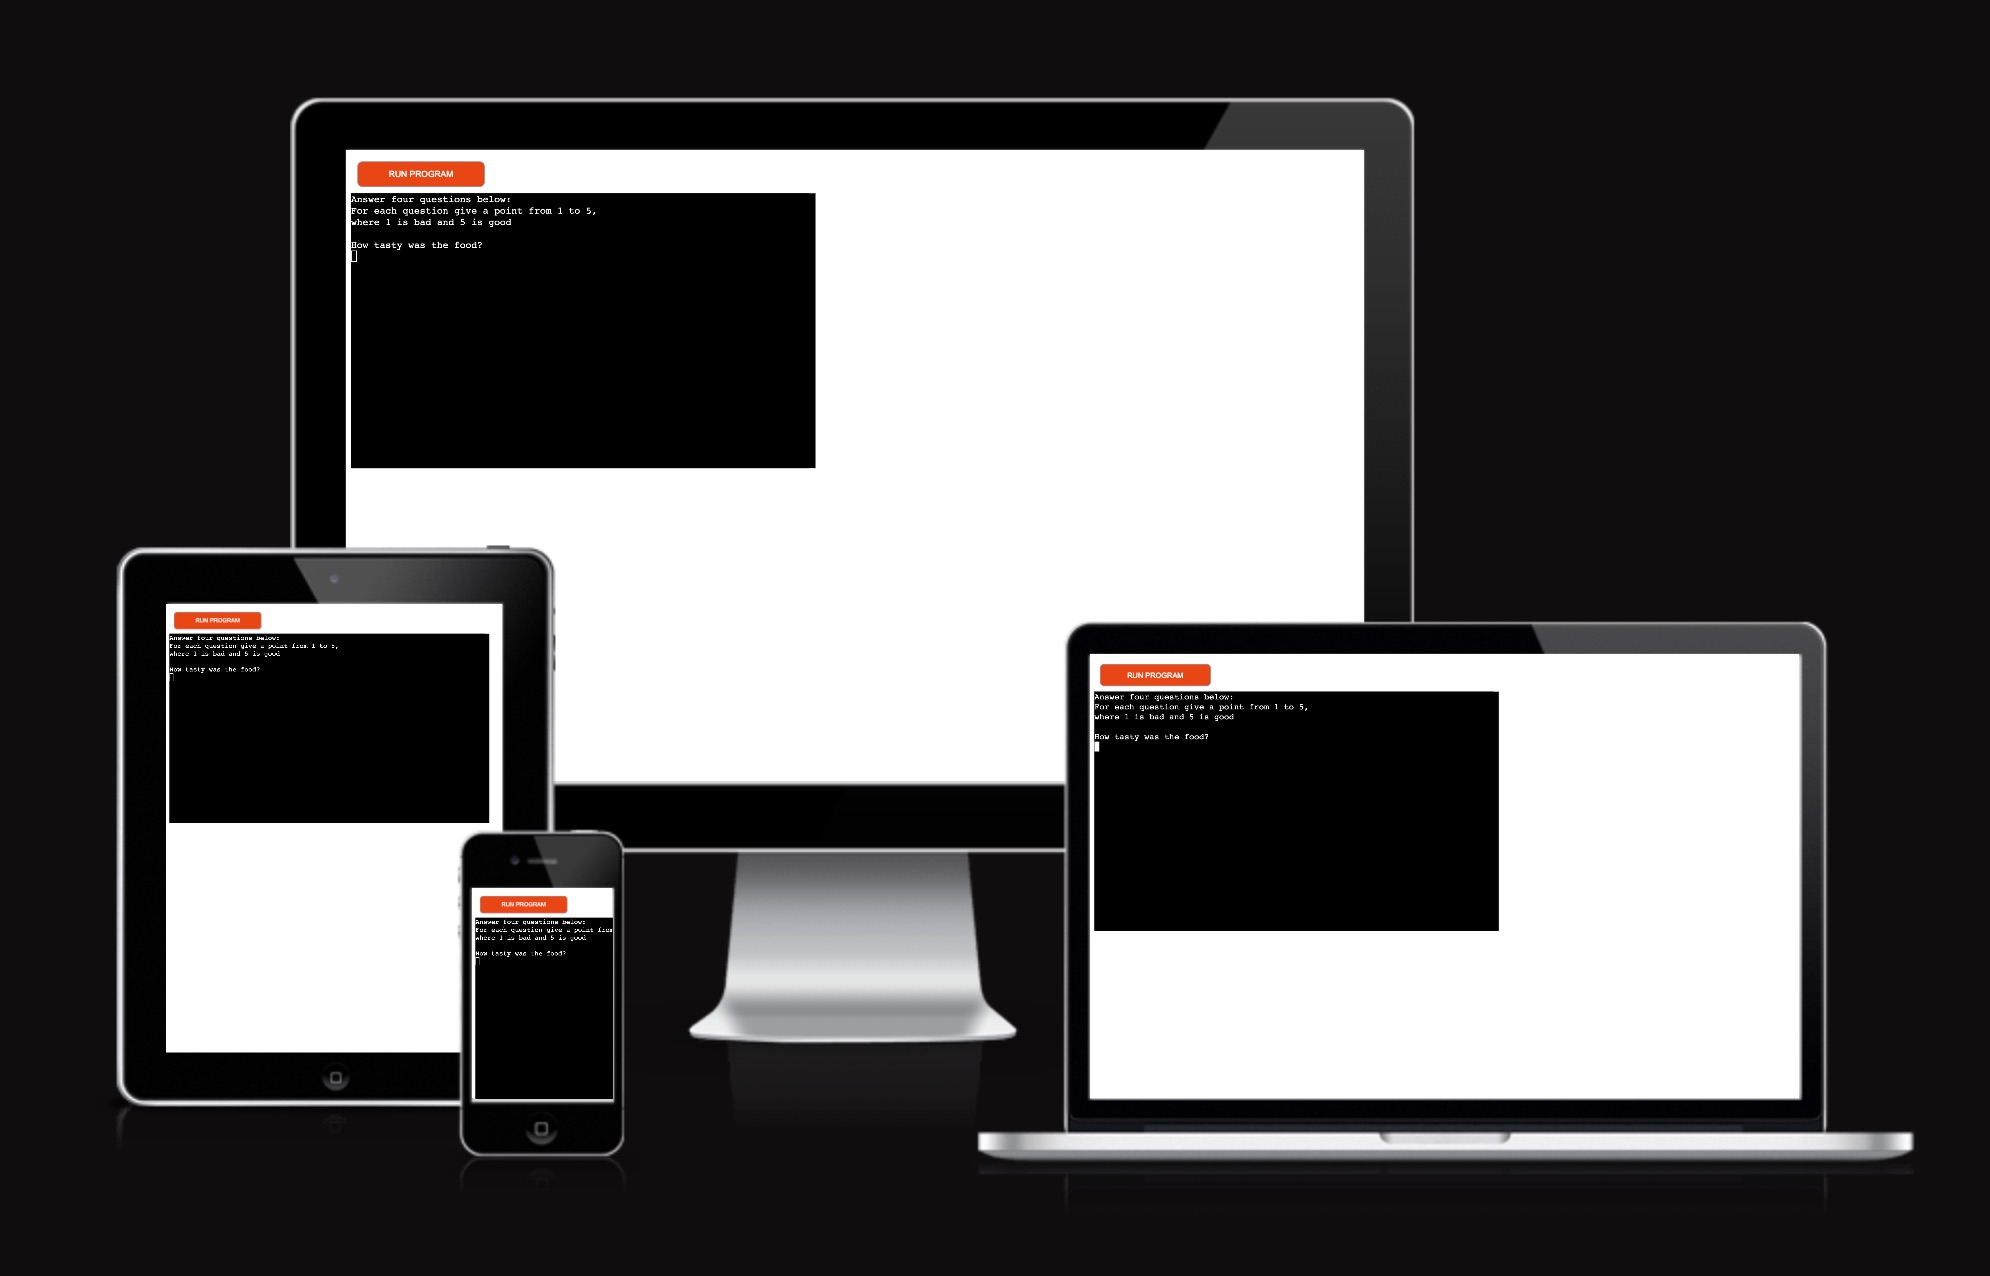 RUN PROGRAM
Answer four questions below:
For each question give a point from 1 to 5,
where 1 is bad and 5 is good
How tasty was the food?
RUN PROGRAM
Answer four questions below:
For each question give a point from 1 to 5,
where 1 is bad and 5 is good
How tasty was the food?
RUN PROGRAM
Answer four questions below:
For each question give a point from
where 1 is bad and 5 is good
How tasty was the food?
RUN PROGRAM
Answer four questions below:
For each question give a point from 1 to 5,
where 1 is bad and 5 is good
How tasty was the food?